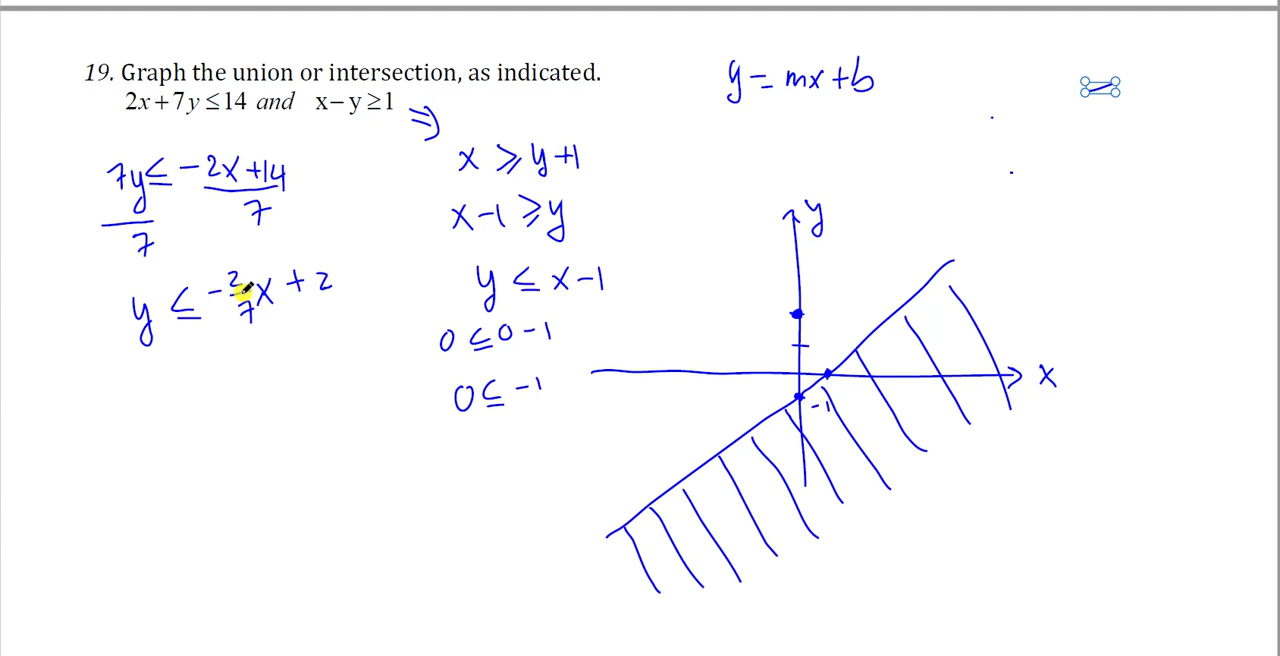 19. Graph the union or intersection, as indicated.
2x+7y≤14 and x−y≥1 ⇒
y = mx+b
7y ≤ −2x+14
7 7
y ≤ −2/7x + 2
x ≥ y+1
x−1 ≥ y
y ≤ x−1
0 ≤ 0−1
0 ≤ −1
y
x
−1